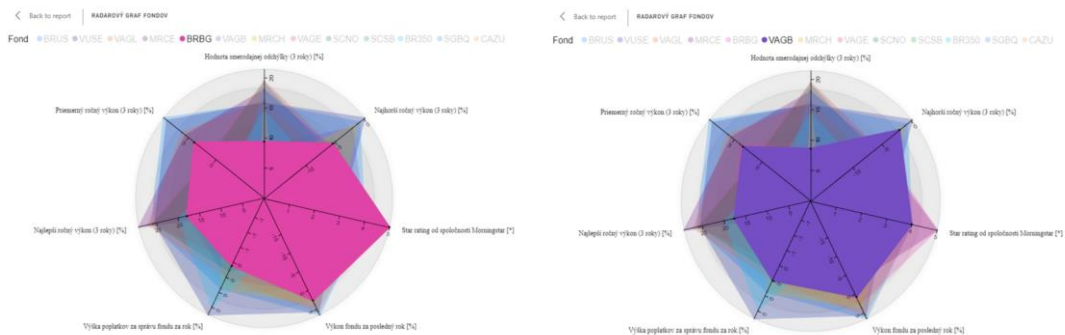 Back to report RADAROVÝ GRAF FONDOV
Fond BRUS VUSE VAGL MRCE BRBG VAGB MRCH VAGE SCNO SCSB BR350 SGBQ CAZU
Hodnota smerodajnej odchýlky (3 roky) [%]
Priemerný ročný výkon (3 roky) [%]
Najhorší ročný výkon (3 roky) [%]
Najlepší ročný výkon (3 roky) [%]
Star rating od spoločnosti Morningstar [*]
Výška poplatkov za správu fondu za rok [%]
Výkon fondu za posledný rok [%]
Back to report RADAROVÝ GRAF FONDOV
Fond BRUS VUSE VAGL MRCE BRBG VAGB MRCH VAGE SCNO SCSB BR350 SGBQ CAZU
Hodnota smerodajnej odchýlky (3 roky) [%]
Priemerný ročný výkon (3 roky) [%]
Najhorší ročný výkon (3 roky) [%]
Najlepší ročný výkon (3 roky) [%]
Star rating od spoločnosti Morningstar [*]
Výška poplatkov za správu fondu za rok [%]
Výkon fondu za posledný rok [%]